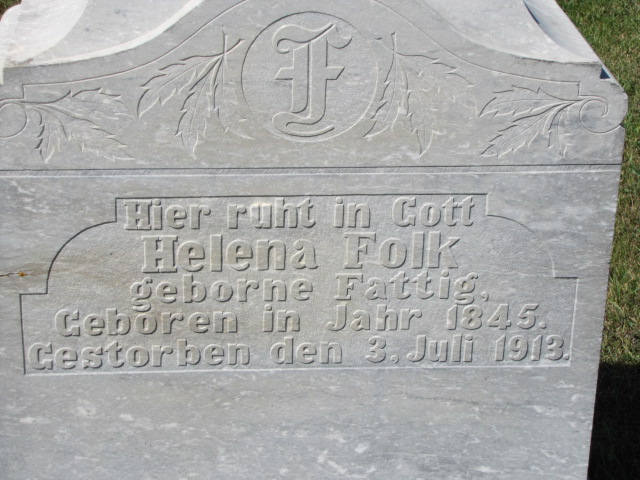 F
Hier ruht in Gott
Helena Folk
geborne Fattig,
Geboren in Jahr 1845.
Gestorben den 3. Juli 1913.